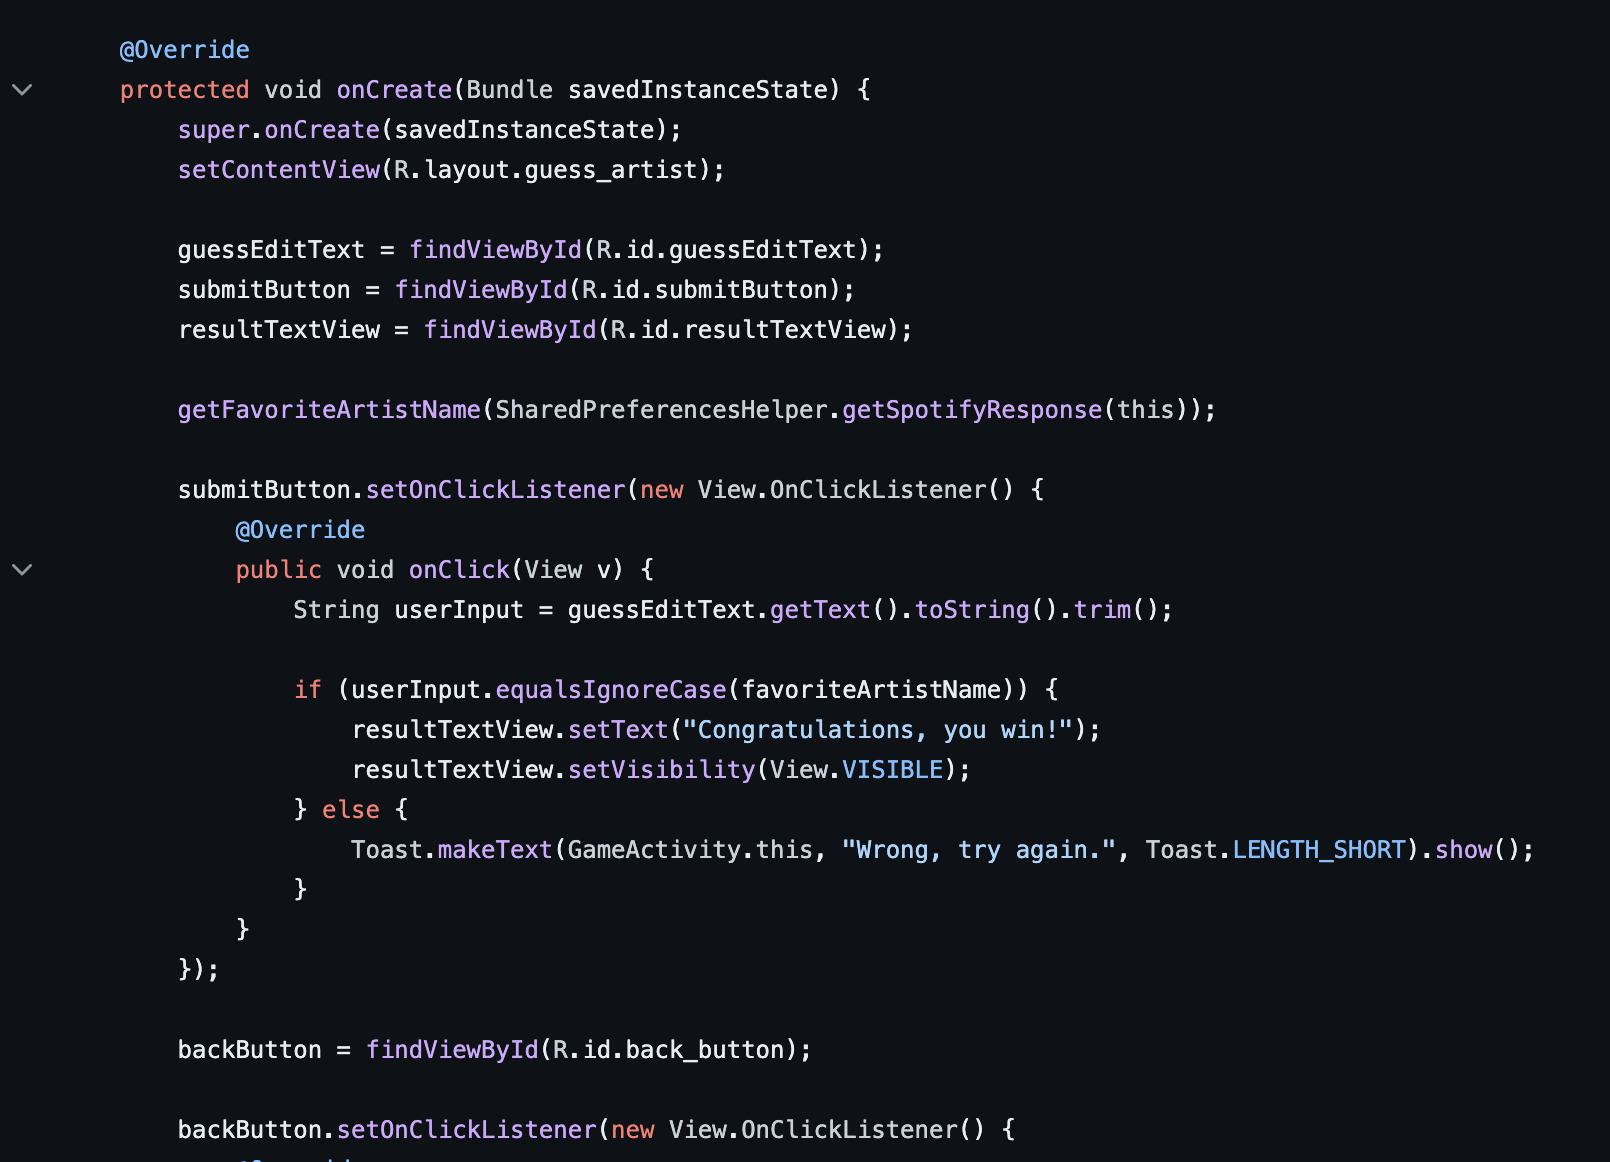 @Override
protected void onCreate(Bundle savedInstanceState) {
super.onCreate(savedInstanceState);
setContentView(R.layout.guess_artist);
guessEditText = findViewById(R.id.guessEditText);
submitButton = findViewById(R.id.submitButton);
resultTextView = findViewById(R.id.resultTextView);
getFavoriteArtistName(SharedPreferencesHelper.getSpotifyResponse(this));
submitButton.setOnClickListener(new View.OnClickListener() {
@Override
public void onClick(View v) {
String userInput = guessEditText.getText().toString().trim();
if (userInput.equalsIgnoreCase(favoriteArtistName)) {
resultTextView.setText("Congratulations, you win!");
resultTextView.setVisibility(View.VISIBLE);
} else {
Toast.makeText(GameActivity.this, "Wrong, try again.", Toast.LENGTH_SHORT).show();
}
}
});
backButton = findViewById(R.id.back_button);
backButton.setOnClickListener(new View.OnClickListener() {